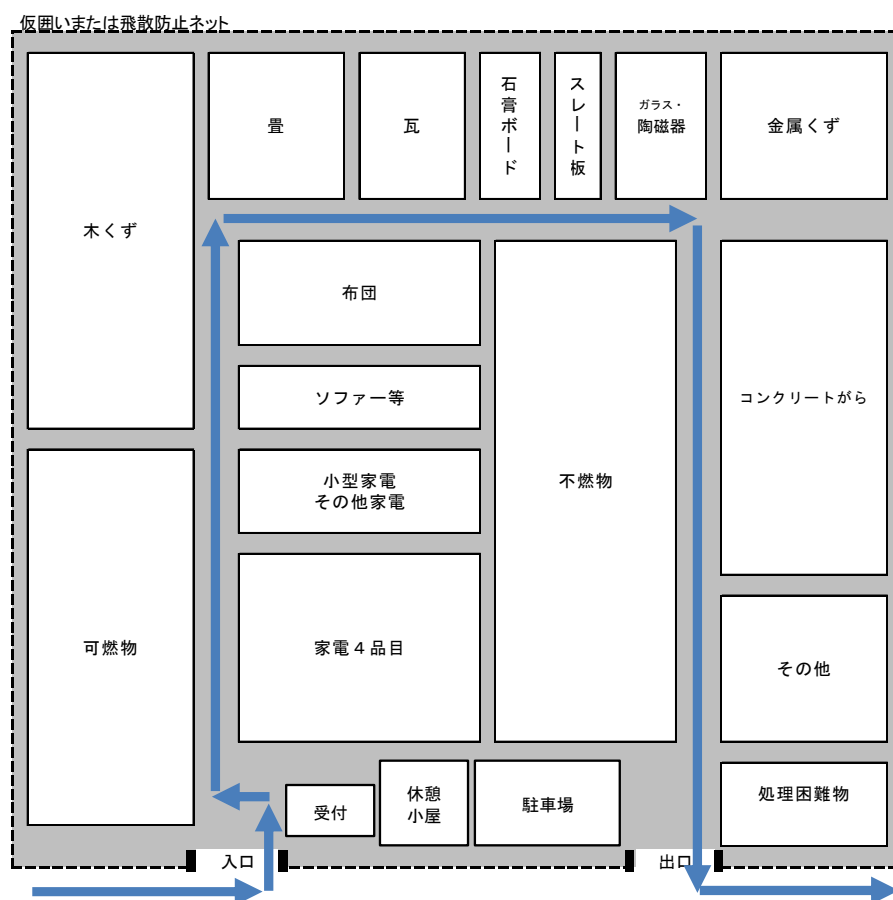 仮囲いまたは飛散防止ネット
畳
瓦
石膏ボード
スレート板
ガラス・
陶磁器
金属くず
木くず
布団
ソファー等
コンクリートがら
小型家電
その他家電
不燃物
可燃物
家電４品目
その他
受付
休憩
小屋
駐車場
処理困難物
入口
出口